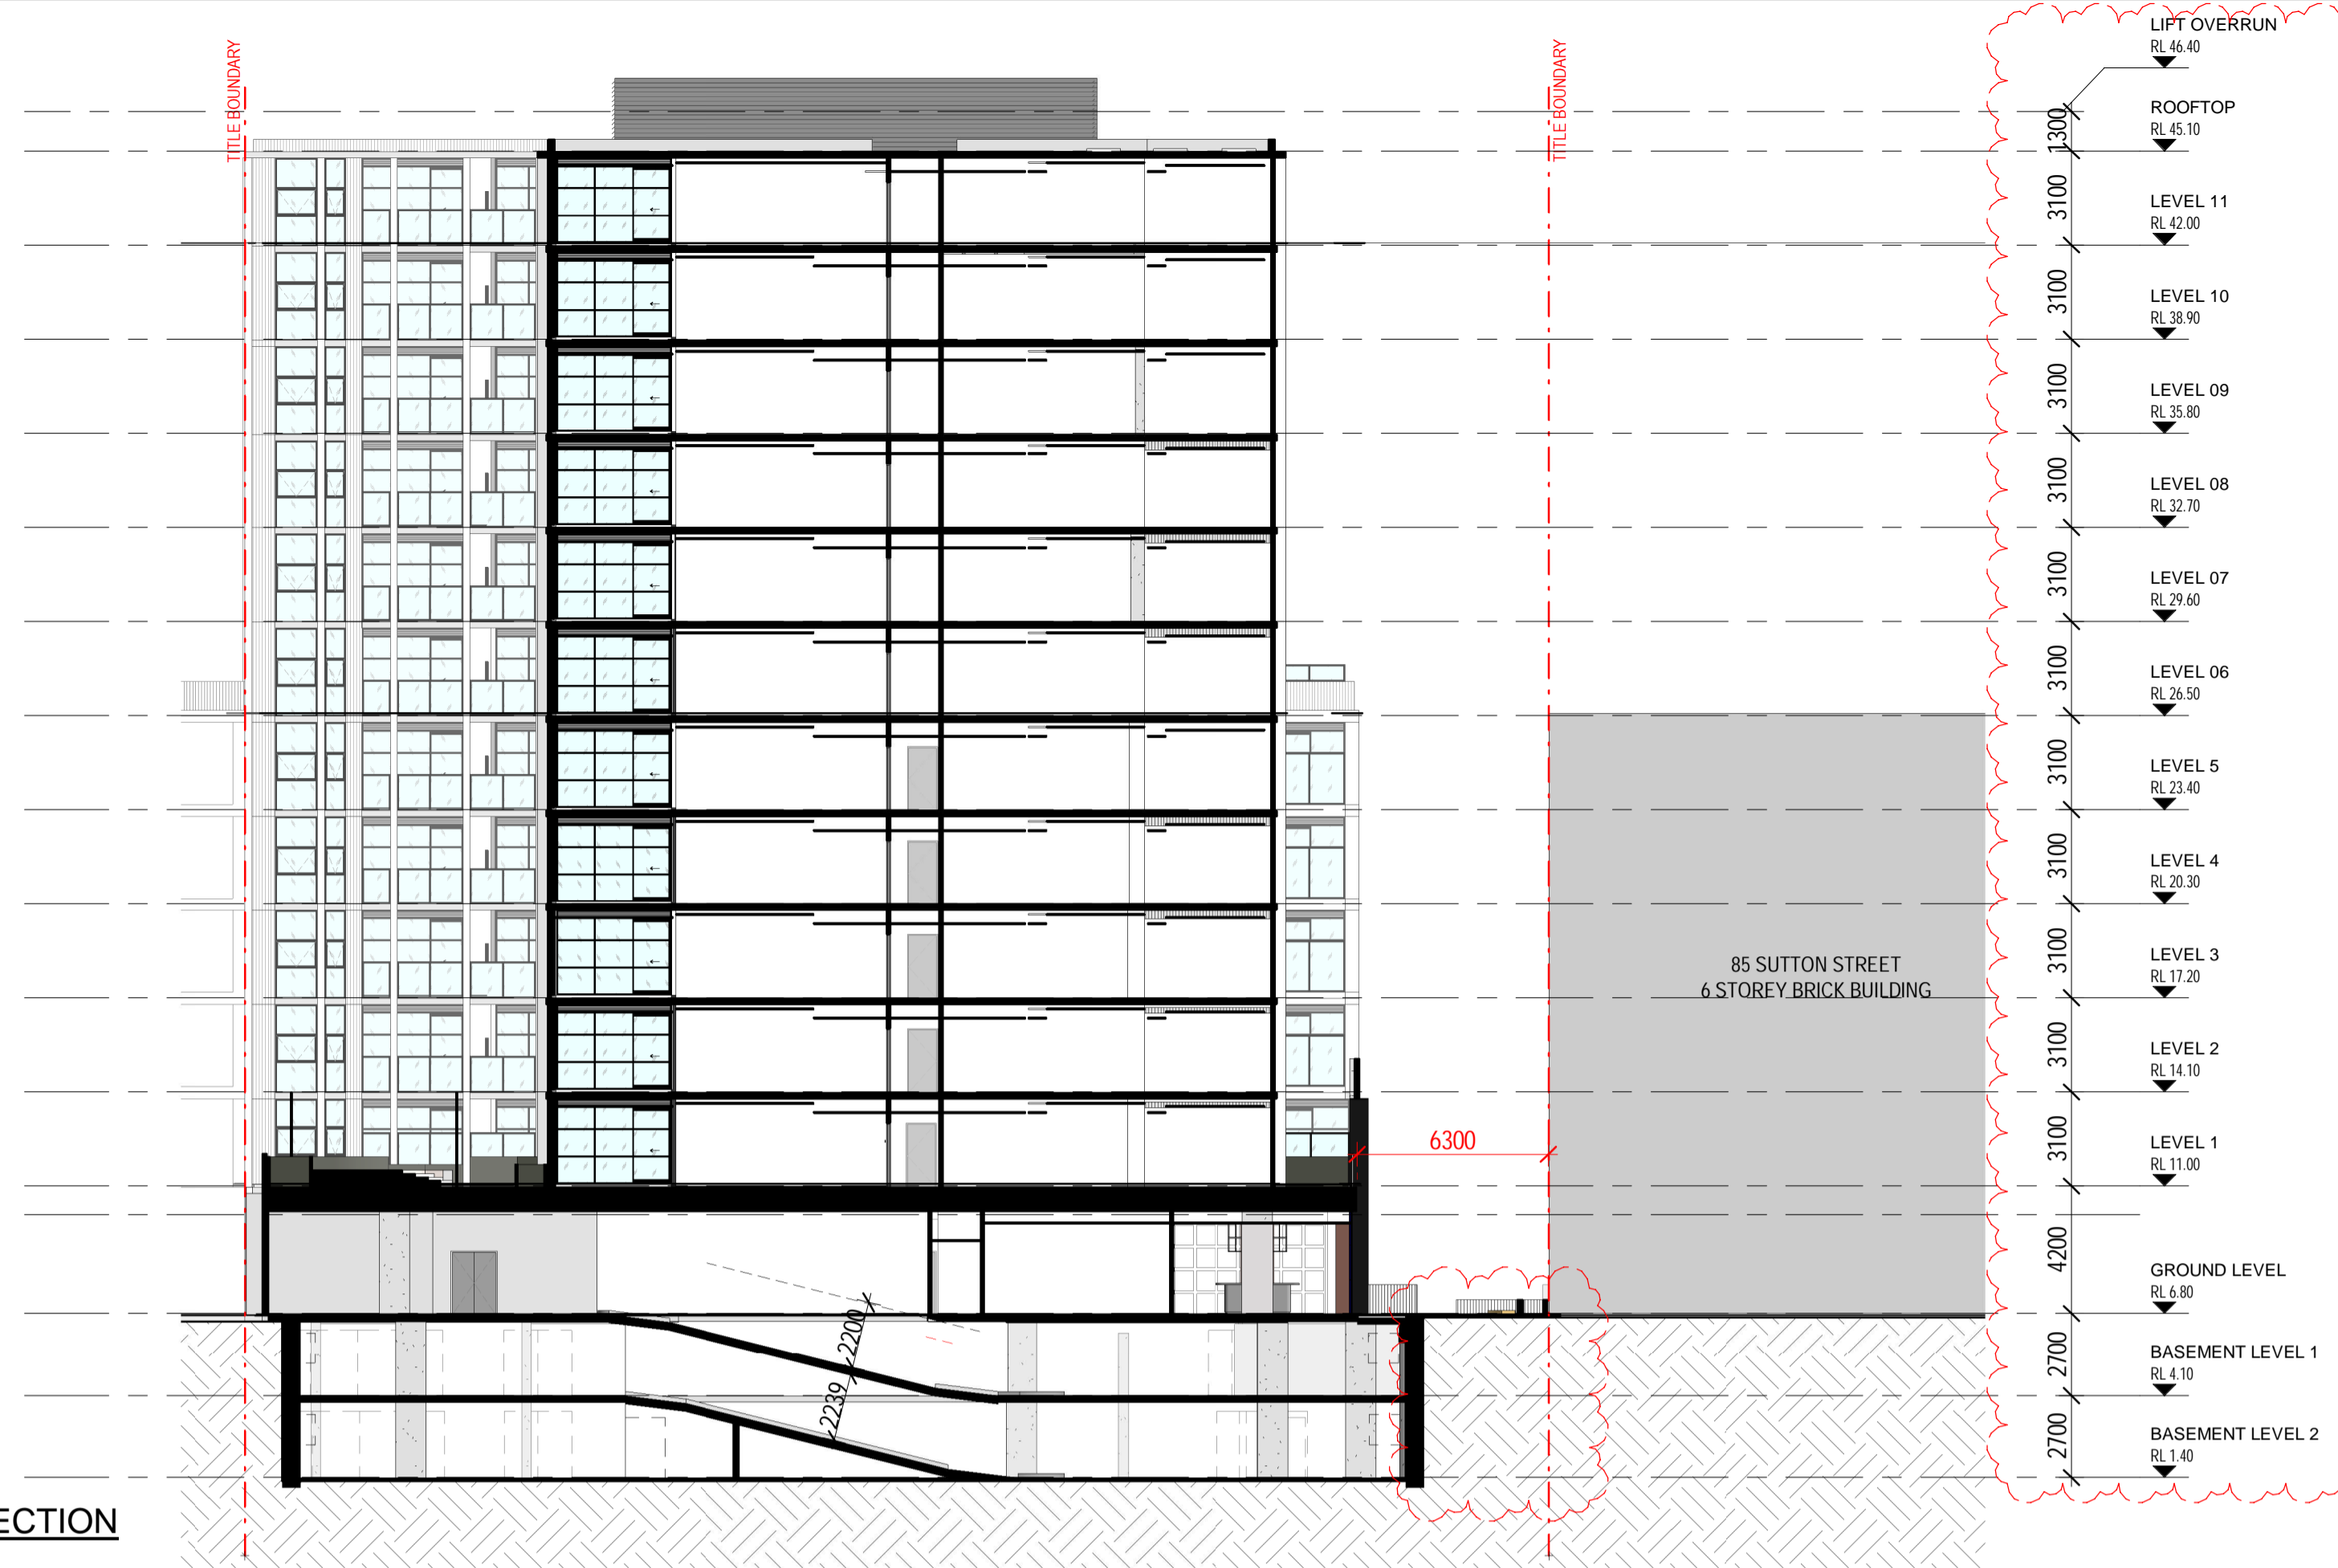 TITLE BOUNDARY
TITLE BOUNDARY
LIFT OVERRUN
RL 46.40
1300
ROOFTOP
RL 45.10
3100
LEVEL 11
RL 42.00
3100
LEVEL 10
RL 38.90
3100
LEVEL 09
RL 35.80
3100
LEVEL 08
RL 32.70
3100
LEVEL 07
RL 29.60
3100
LEVEL 06
RL 26.50
3100
LEVEL 5
RL 23.40
3100
LEVEL 4
RL 20.30
3100
LEVEL 3
RL 17.20
85 SUTTON STREET
6 STOREY BRICK BUILDING
3100
LEVEL 2
RL 14.10
3100
LEVEL 1
RL 11.00
6300
4200
GROUND LEVEL
RL 6.80
2200
2700
BASEMENT LEVEL 1
RL 4.10
2239
2700
BASEMENT LEVEL 2
RL 1.40
ECTION